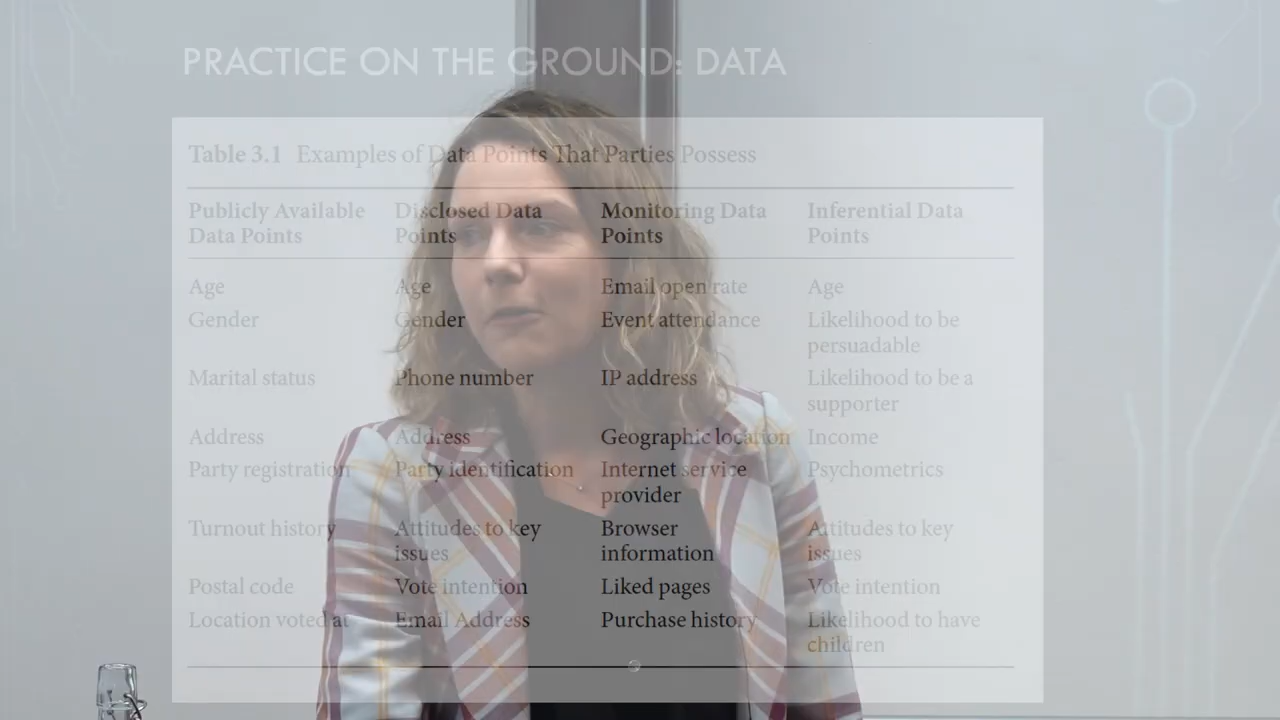 PRACTICE ON THE GROUND: DATA
Table 3.1 Examples of Data Points That Parties Possess
Publicly Available Disclosed Data Monitoring Data Inferential Data
Data Points Points Points Points
Age Age Email open rate Age
Gender Gender Event attendance Likelihood to be
persuadable
Marital status Phone number IP address Likelihood to be a
supporter
Address Address Geographic location Income
Party registration Party identification Internet service Psychometrics
provider
Turnout history Attitudes to key Browser Attitudes to key
issues information issues
Postal code Vote intention Liked pages Vote intention
Location voted at Email Address Purchase history Likelihood to have
children